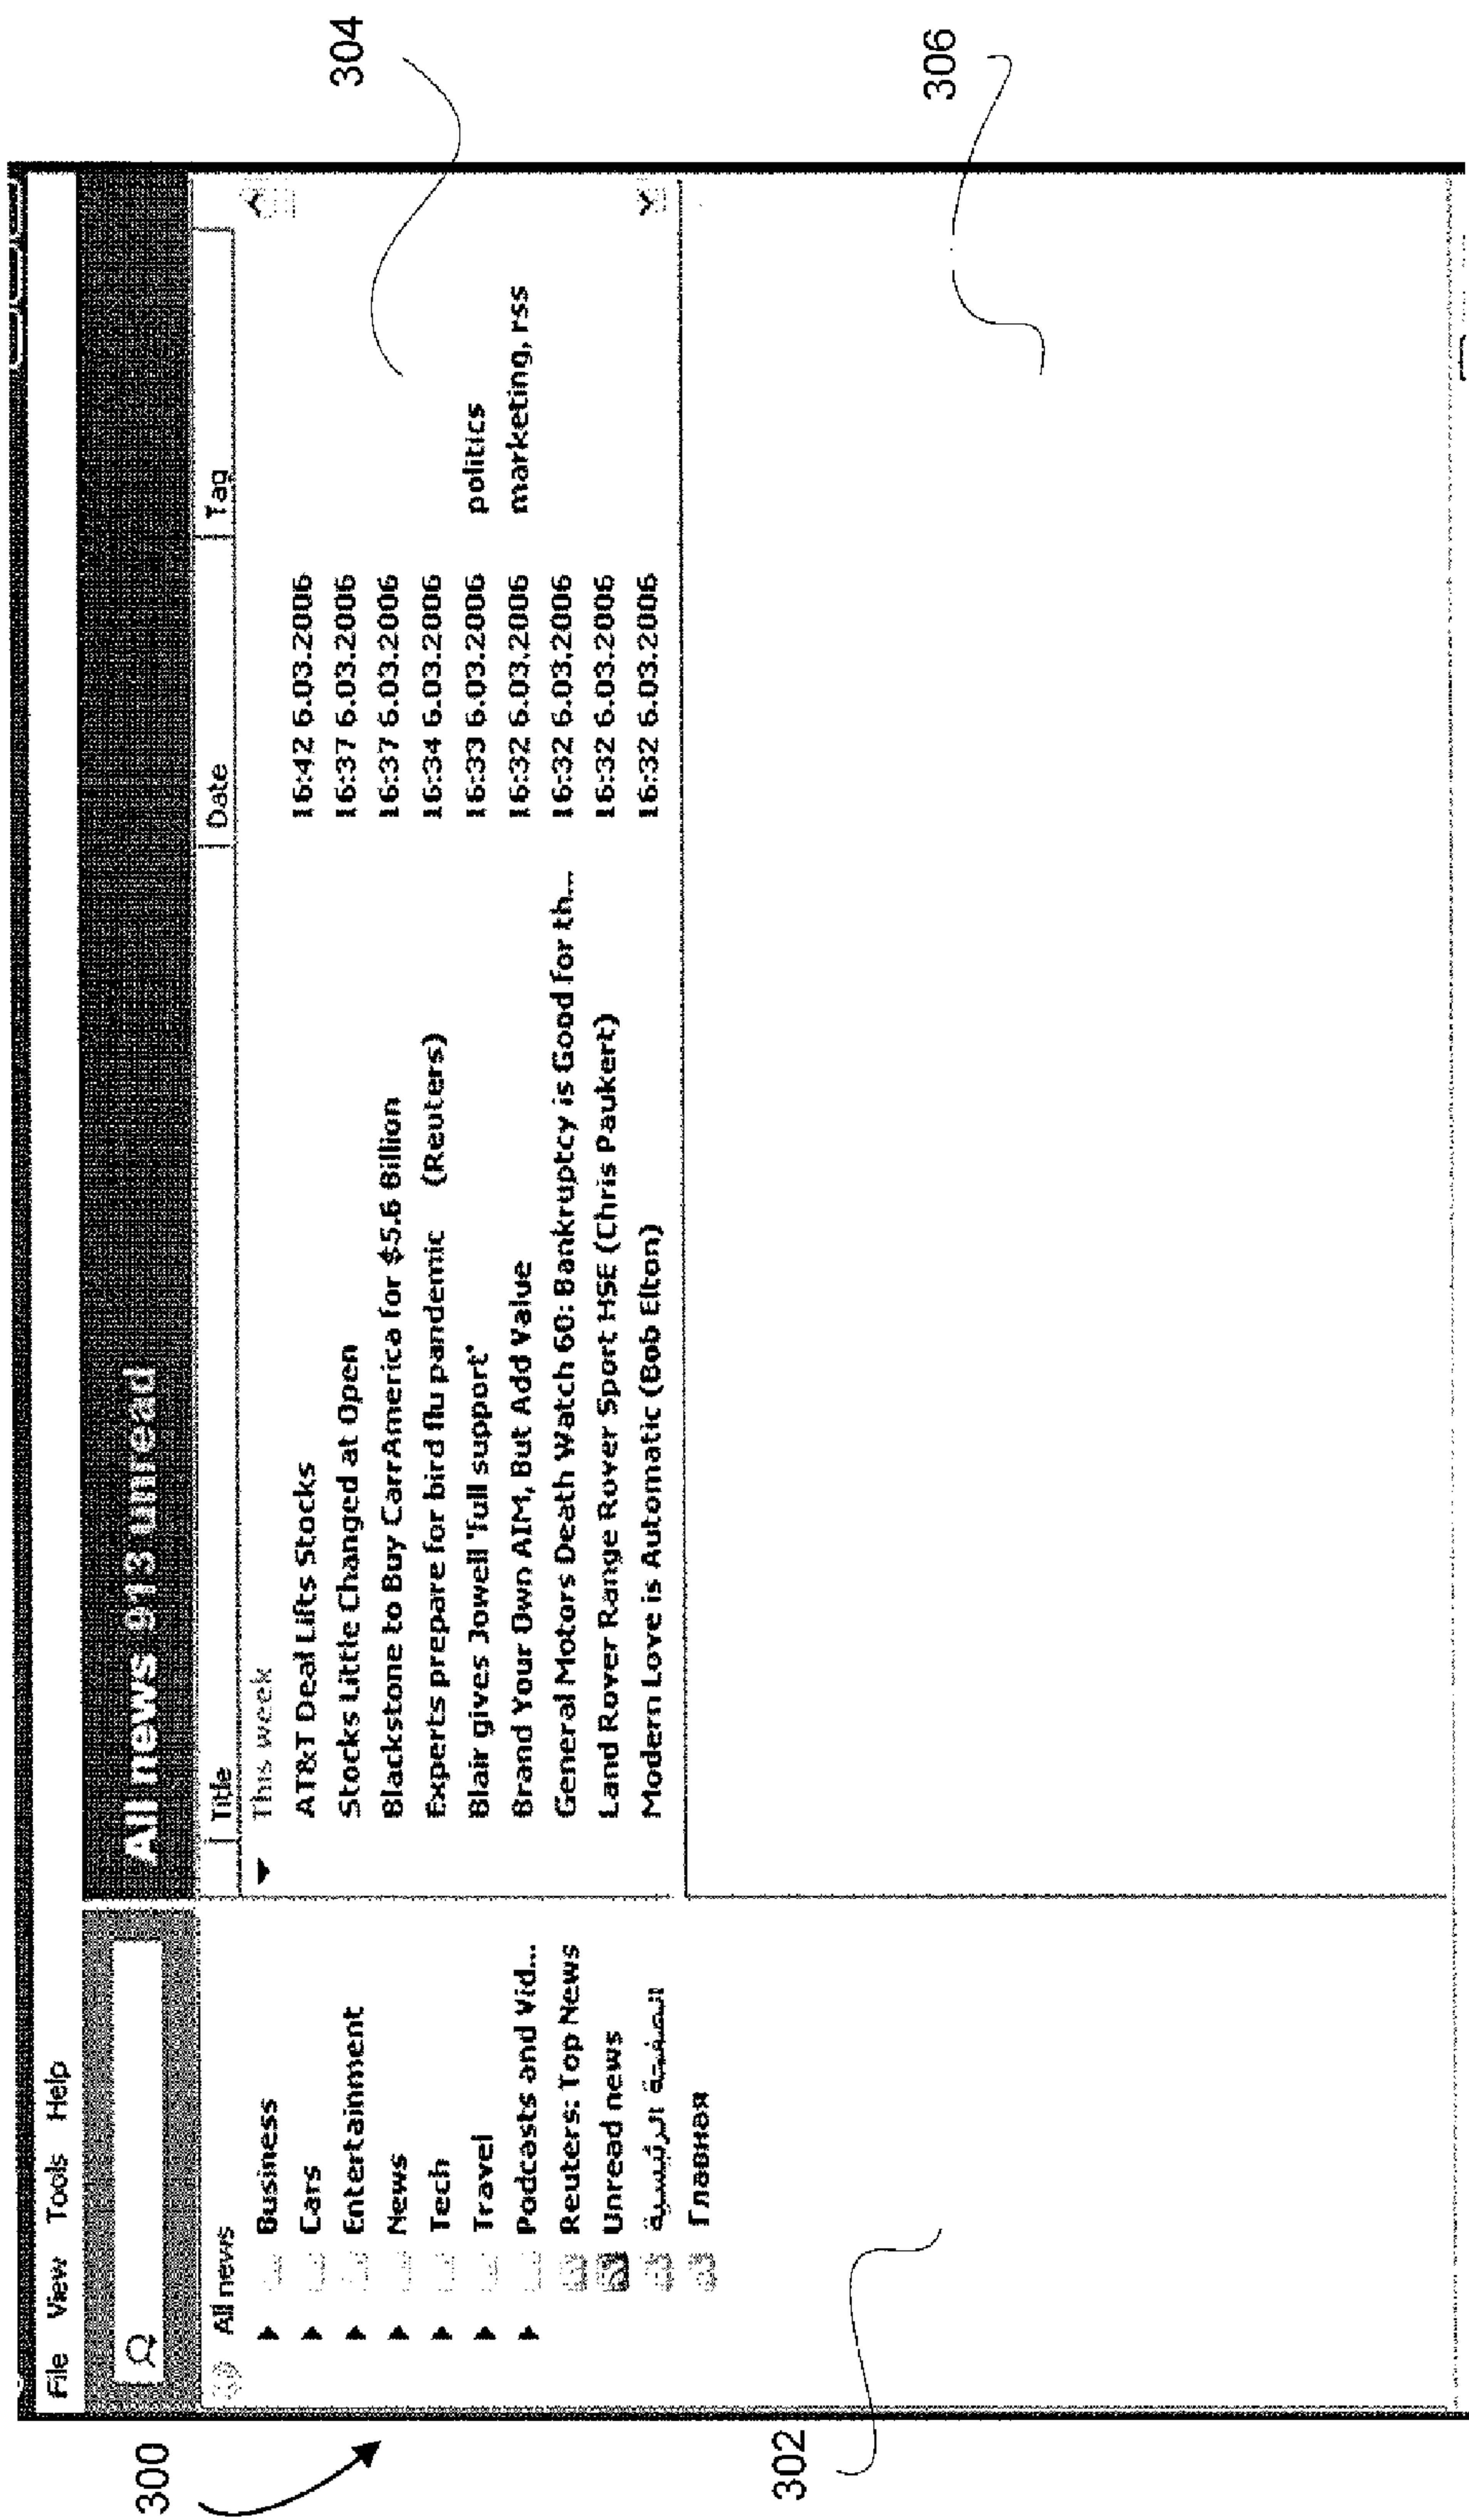 300
File View Tools Help
All news 913 unread
All news
Business
Cars
Entertainment
News
Tech
Travel
Podcasts and Vid...
Reuters: Top News
Unread news
الصفحة الرئيسية
Главная
302
Title Date Tag
This week
AT&T Deal Lifts Stocks 16:42 6.03.2006
Stocks Little Changed at Open 16:37 6.03.2006
Blackstone to Buy CarrAmerica for $5.6 Billion 16:37 6.03.2006
Experts prepare for bird flu pandemic (Reuters) 16:34 6.03.2006
Blair gives Jowell 'full support' 16:33 6.03.2006 politics
Brand Your Own AIM, But Add Value 16:32 6.03.2006 marketing, rss
General Motors Death Watch 60: Bankruptcy is Good for th... 16:32 6.03.2006
Land Rover Range Rover Sport HSE (Chris Paukert) 16:32 6.03.2006
Modern Love is Automatic (Bob Elton) 16:32 6.03.2006
304
306